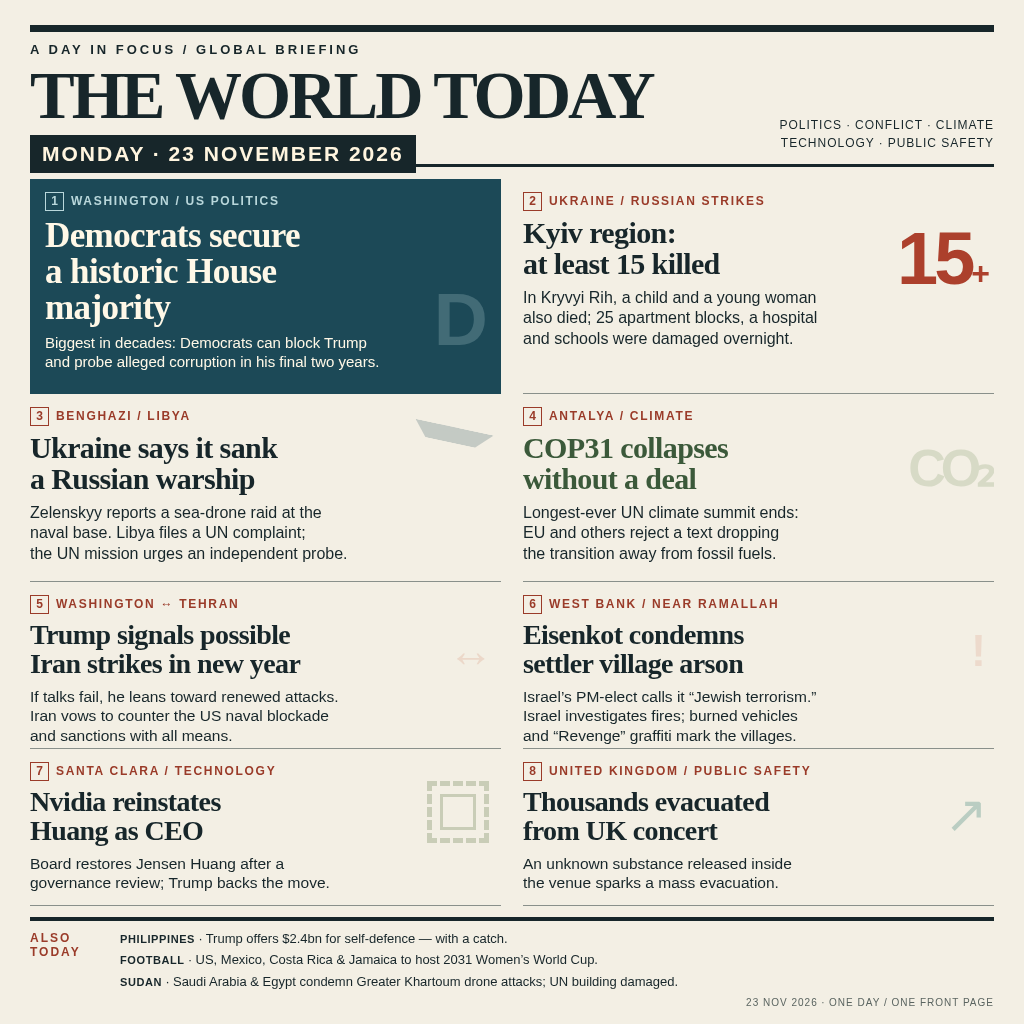 A DAY IN FOCUS / GLOBAL BRIEFING
THE WORLD TODAY
POLITICS · CONFLICT · CLIMATE
TECHNOLOGY · PUBLIC SAFETY
MONDAY · 23 NOVEMBER 2026
1 WASHINGTON / US POLITICS
Democrats secure
a historic House
majority
D
Biggest in decades: Democrats can block Trump
and probe alleged corruption in his final two years.
2 UKRAINE / RUSSIAN STRIKES
Kyiv region:
at least 15 killed
15+
In Kryvyi Rih, a child and a young woman
also died; 25 apartment blocks, a hospital
and schools were damaged overnight.
3 BENGHAZI / LIBYA
Ukraine says it sank
a Russian warship
Zelenskyy reports a sea-drone raid at the
naval base. Libya files a UN complaint;
the UN mission urges an independent probe.
4 ANTALYA / CLIMATE
COP31 collapses
without a deal
CO₂
Longest-ever UN climate summit ends:
EU and others reject a text dropping
the transition away from fossil fuels.
5 WASHINGTON ↔ TEHRAN
Trump signals possible
Iran strikes in new year
↔
If talks fail, he leans toward renewed attacks.
Iran vows to counter the US naval blockade
and sanctions with all means.
6 WEST BANK / NEAR RAMALLAH
Eisenkot condemns
settler village arson
!
Israel’s PM-elect calls it “Jewish terrorism.”
Israel investigates fires; burned vehicles
and “Revenge” graffiti mark the villages.
7 SANTA CLARA / TECHNOLOGY
Nvidia reinstates
Huang as CEO
Board restores Jensen Huang after a
governance review; Trump backs the move.
8 UNITED KINGDOM / PUBLIC SAFETY
Thousands evacuated
from UK concert
↗
An unknown substance released inside
the venue sparks a mass evacuation.
ALSO
TODAY
PHILIPPINES · Trump offers $2.4bn for self-defence — with a catch.
FOOTBALL · US, Mexico, Costa Rica & Jamaica to host 2031 Women’s World Cup.
SUDAN · Saudi Arabia & Egypt condemn Greater Khartoum drone attacks; UN building damaged.
23 NOV 2026 · ONE DAY / ONE FRONT PAGE